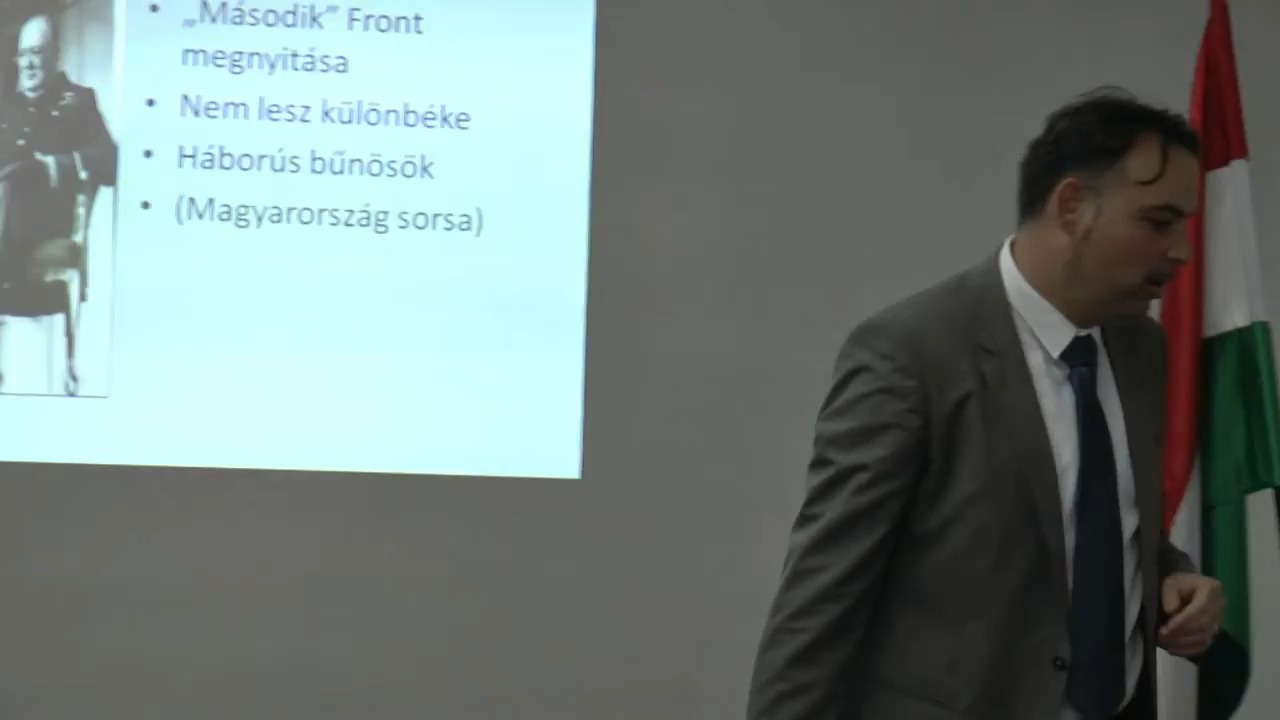 • „Második” Front
megnyitása
• Nem lesz különbéke
• Háborús bűnösök
• (Magyarország sorsa)